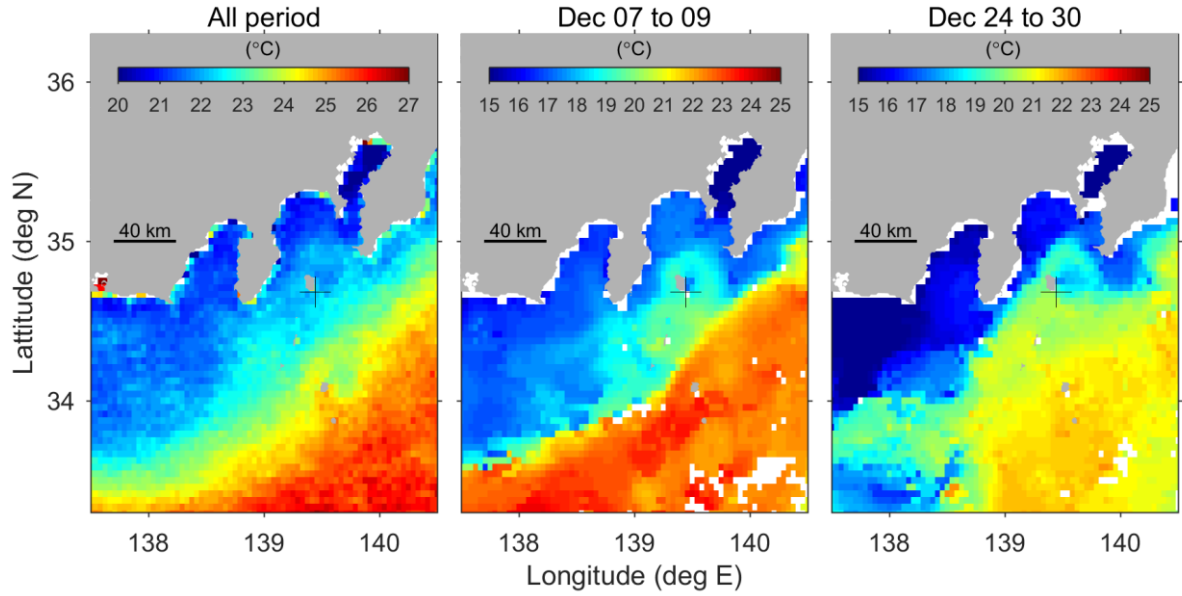 All period
Dec 07 to 09
Dec 24 to 30
(°C)
20 21 22 23 24 25 26 27
(°C)
15 16 17 18 19 20 21 22 23 24 25
(°C)
15 16 17 18 19 20 21 22 23 24 25
36
35
34
Lattitude (deg N)
40 km
40 km
40 km
138 139 140
138 139 140
138 139 140
Longitude (deg E)